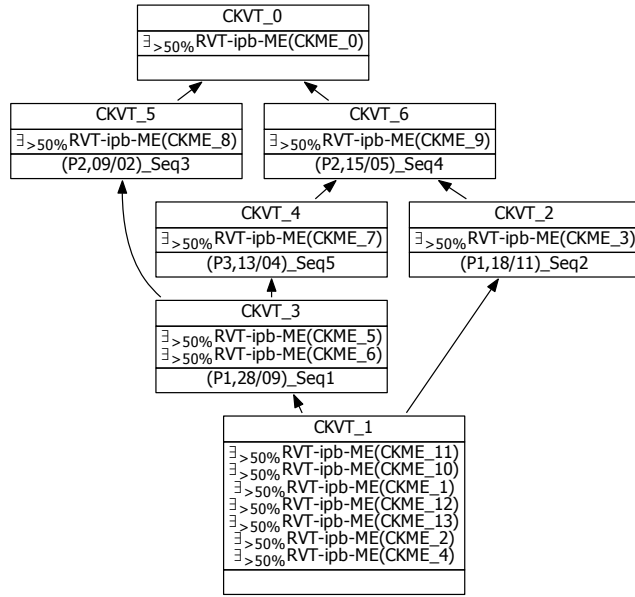 CKVT_0
∃>50%RVT-ipb-ME(CKME_0)
CKVT_5
∃>50%RVT-ipb-ME(CKME_8)
(P2,09/02)_Seq3
CKVT_6
∃>50%RVT-ipb-ME(CKME_9)
(P2,15/05)_Seq4
CKVT_4
∃>50%RVT-ipb-ME(CKME_7)
(P3,13/04)_Seq5
CKVT_2
∃>50%RVT-ipb-ME(CKME_3)
(P1,18/11)_Seq2
CKVT_3
∃>50%RVT-ipb-ME(CKME_5)
∃>50%RVT-ipb-ME(CKME_6)
(P1,28/09)_Seq1
CKVT_1
∃>50%RVT-ipb-ME(CKME_11)
∃>50%RVT-ipb-ME(CKME_10)
∃>50%RVT-ipb-ME(CKME_1)
∃>50%RVT-ipb-ME(CKME_12)
∃>50%RVT-ipb-ME(CKME_13)
∃>50%RVT-ipb-ME(CKME_2)
∃>50%RVT-ipb-ME(CKME_4)